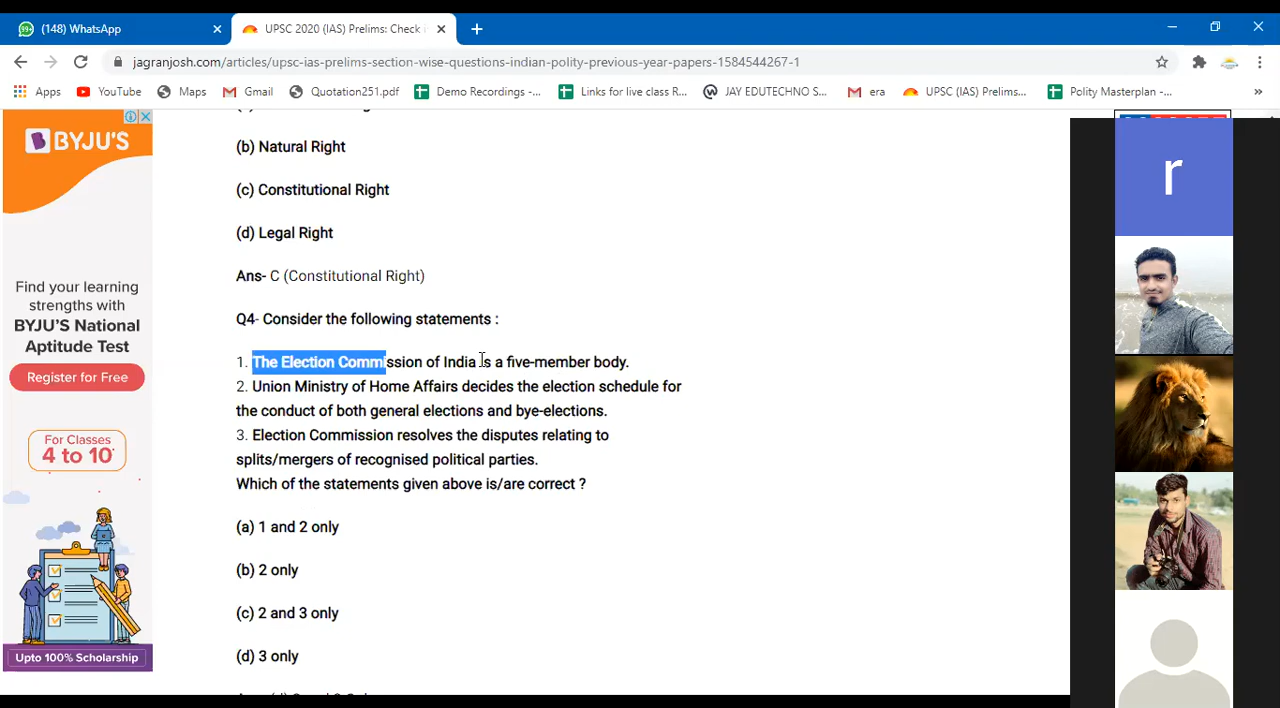 (148) WhatsApp
UPSC 2020 (IAS) Prelims: Check i
jagranjosh.com/articles/upsc-ias-prelims-section-wise-questions-indian-polity-previous-year-papers-1584544267-1
Apps YouTube Maps Gmail Quotation251.pdf Demo Recordings -... Links for live class R... JAY EDUTECHNO S... era UPSC (IAS) Prelims... Polity Masterplan -... »
BYJU'S
Find your learning
strengths with
BYJU'S National
Aptitude Test
Register for Free
For Classes
4 to 10*
Upto 100% Scholarship
(b) Natural Right
(c) Constitutional Right
(d) Legal Right
Ans- C (Constitutional Right)
Q4- Consider the following statements :
1. The Election Commission of India is a five-member body.
2. Union Ministry of Home Affairs decides the election schedule for
the conduct of both general elections and bye-elections.
3. Election Commission resolves the disputes relating to
splits/mergers of recognised political parties.
Which of the statements given above is/are correct ?
(a) 1 and 2 only
(b) 2 only
(c) 2 and 3 only
(d) 3 only
r